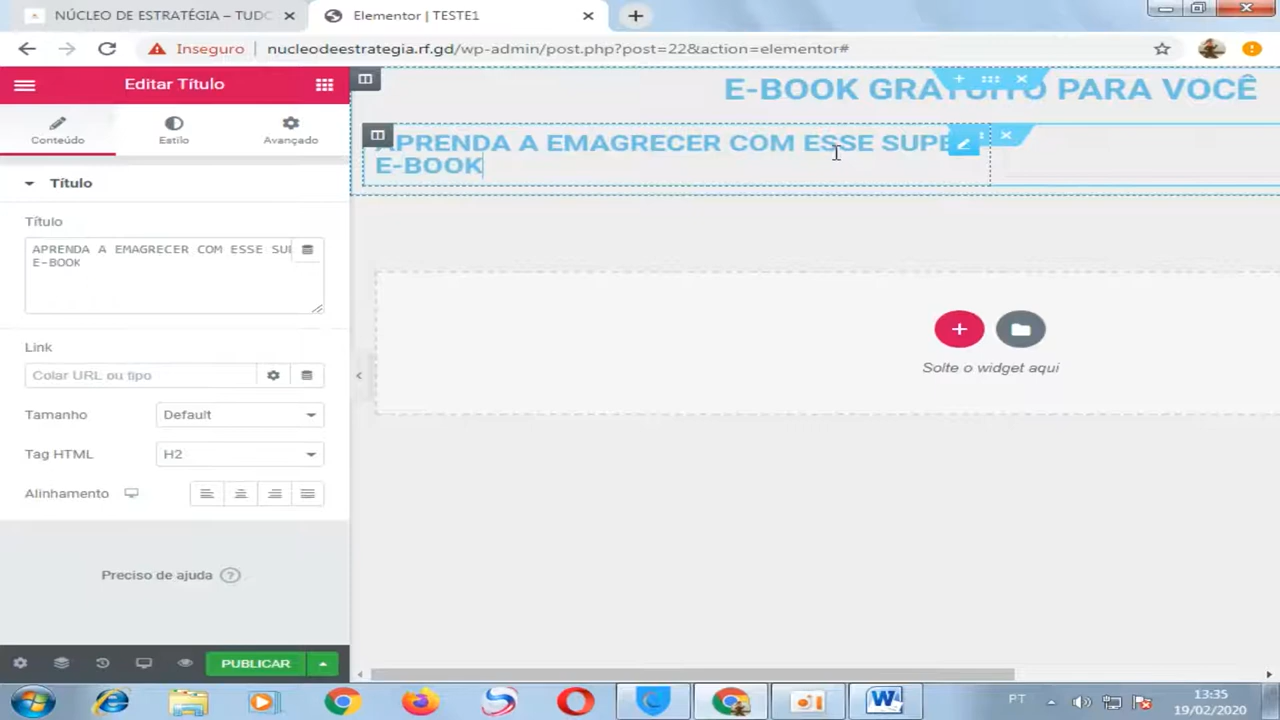 NÚCLEO DE ESTRATÉGIA – TUDO
Elementor | TESTE1
Inseguro
nucleodeestrategia.rf.gd/wp-admin/post.php?post=22&action=elementor#
Editar Título
Conteúdo
Estilo
Avançado
Título
Título
APRENDA A EMAGRECER COM ESSE
E-BOOK
Link
Colar URL ou tipo
Tamanho
Default
Tag HTML
H2
Alinhamento
Preciso de ajuda
PUBLICAR
E-BOOK GRATUITO PARA VOCÊ
APRENDA A EMAGRECER COM ESSE
E-BOOK
Solte o widget aqui
PT
13:35
19/02/2020